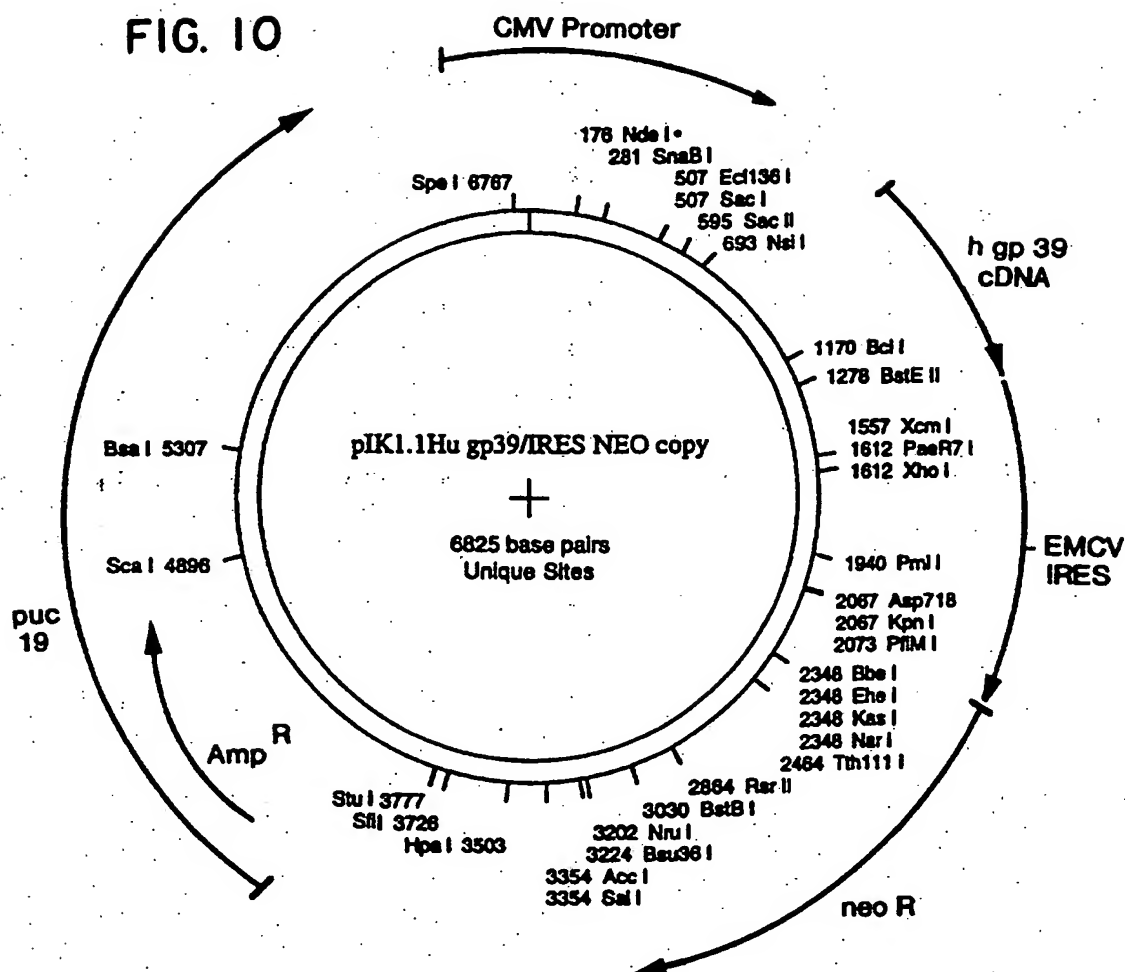 FIG. 10
CMV Promoter
176 Nde I*
281 SnaB I
507 Ecl136 I
507 Sac I
595 Sac II
693 Nsi I
Spe I 6767
h gp 39
cDNA
1170 Bcl I
1278 BstE II
1557 Xcm I
1612 PaeR7 I
1612 Xho I
Bsa I 5307
pIK1.1Hu gp39/IRES NEO copy
6825 base pairs
Unique Sites
Sca I 4896
EMCV
IRES
1940 Pml I
2067 Asp718
2067 Kpn I
2073 PflM I
puc
19
2348 Bbe I
2348 Ehe I
2348 Kas I
2348 Nar I
2464 Tth111 I
Amp R
2864 Rsr II
3030 BstB I
3202 Nru I
3224 Bsu36 I
3354 Acc I
3354 Sal I
Stu I 3777
Sfi I 3726
Hpa I 3503
neo R